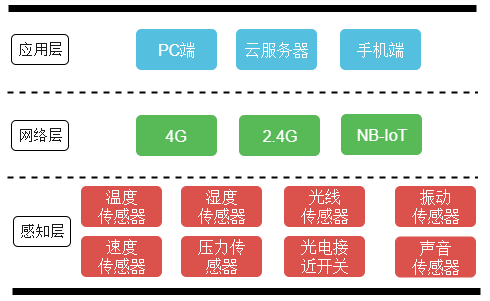 应用层
PC端
云服务器
手机端
网络层
4G
2.4G
NB-IoT
感知层
温度
传感器
湿度
传感器
光线
传感器
振动
传感器
速度
传感器
压力传
感器
光电接
近开关
声音
传感器